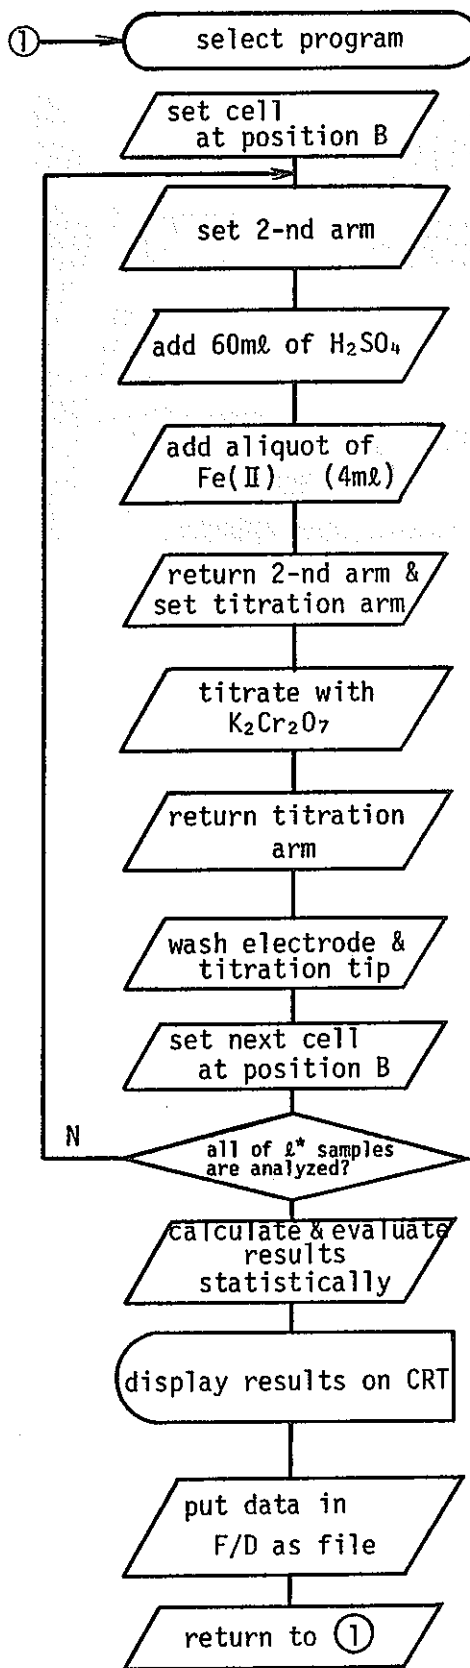 ① select program
set cell
at position B
set 2-nd arm
add 60mℓ of H₂SO₄
add aliquot of
Fe(Ⅱ) (4mℓ)
return 2-nd arm &
set titration arm
titrate with
K₂Cr₂O₇
return titration
arm
wash electrode &
titration tip
set next cell
at position B
N
all of ℓ* samples
are analyzed?
calculate & evaluate
results
statistically
display results on CRT
put data in
F/D as file
return to ①